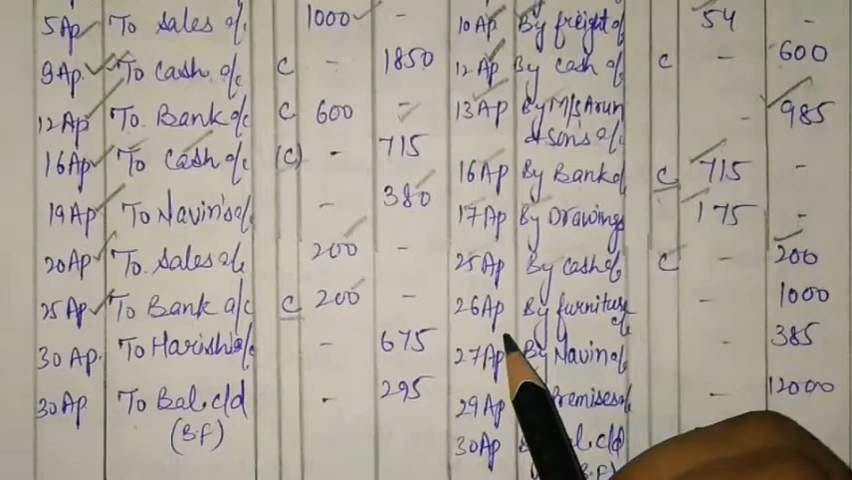 5Ap To Sales a/c 1000 -
9Ap To Cash a/c C - 1850
12Ap To Bank a/c C 600 -
16Ap To Cash a/c (C) - 715
19Ap To Navin's a/c - 380
20Ap To Sales a/c 200 -
25Ap To Bank a/c C 200 -
30Ap. To Harish's a/c - 675
30Ap To Bal. c/d - 295
(B.F)
10Ap By freight a/c 54 -
12Ap By Cash a/c C - 600
13Ap By M/s Arun - 985
& Son's a/c
16Ap By Bank a/c C 715 -
17Ap By Drawings 175 -
25Ap By Cash a/c C - 200
26Ap By furniture - 1000
a/c
27Ap By Navin a/c - 385
29Ap Premises a/c - 12000
30Ap c/d